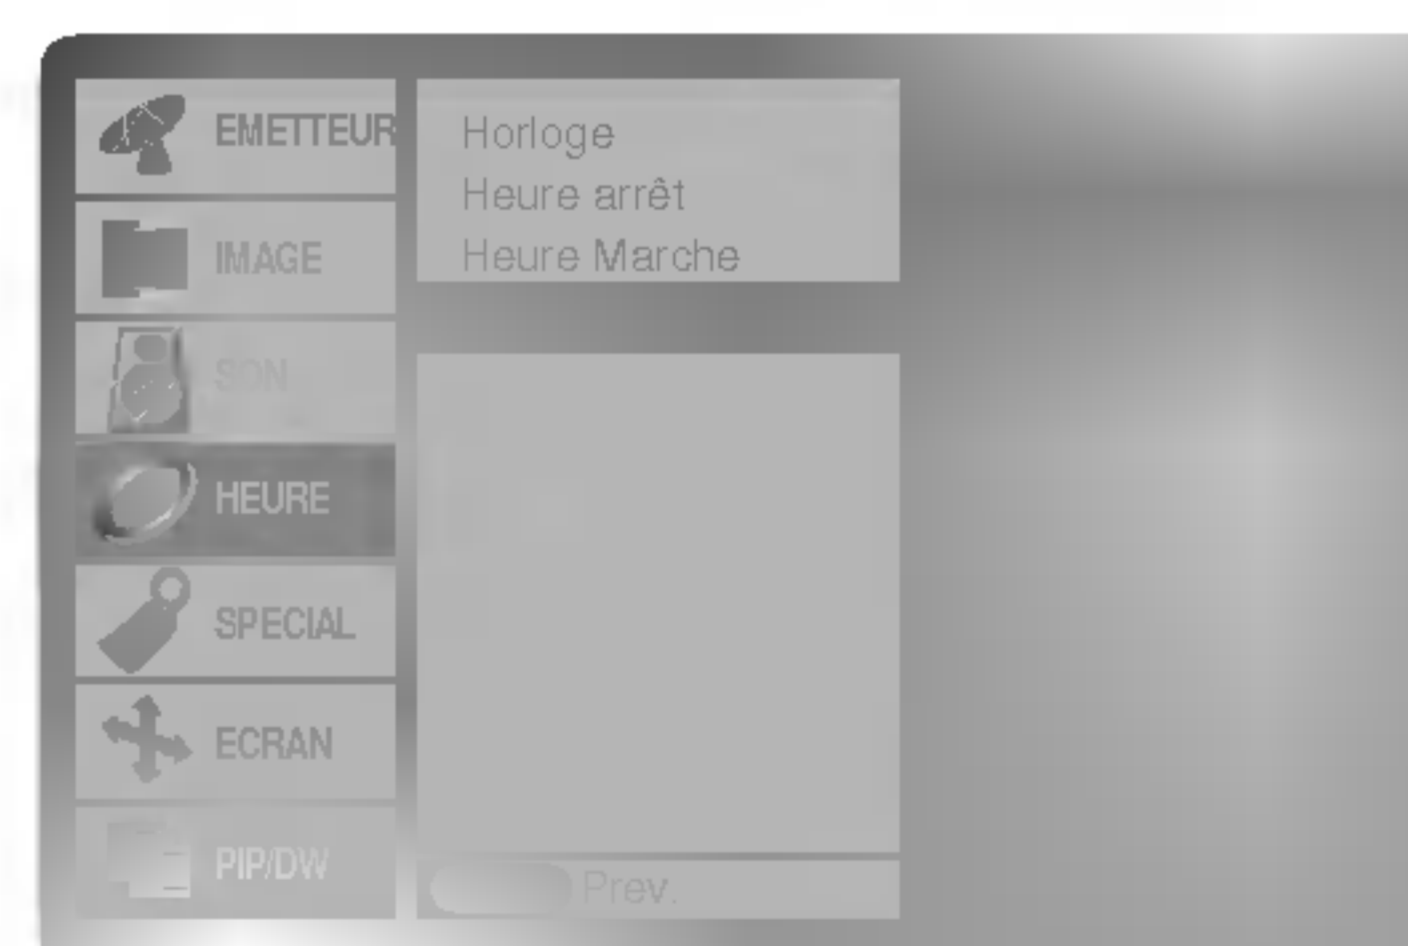 EMETTEUR
IMAGE
SON
HEURE
SPECIAL
ECRAN
PIP/DW
Horloge
Heure arrêt
Heure Marche
Prev.